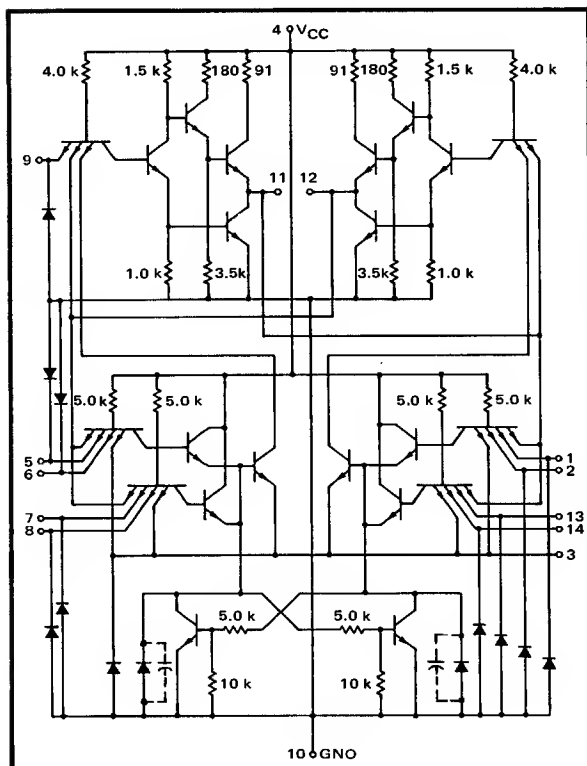 4 VCC
4.0 k 1.5 k 180 91 91 180 1.5 k 4.0 k
9
11 12
1.0 k 3.5k 3.5k 1.0 k
5.0 k 5.0 k 5.0 k 5.0 k
5 1
6 2
7 13
8 14
3
5.0 k 5.0 k
10 k 10 k
10 GNO